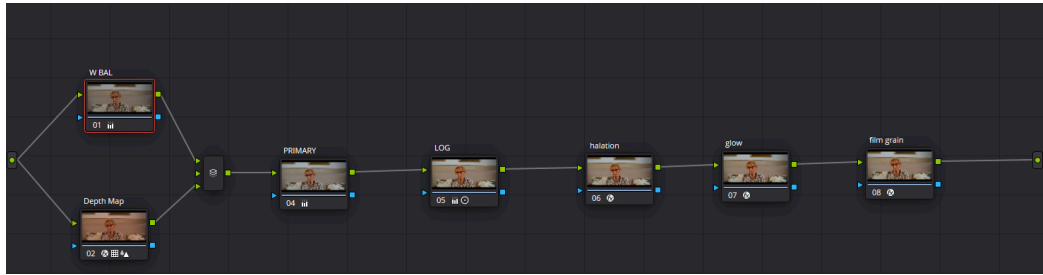 W BAL
01
Depth Map
02
PRIMARY
04
LOG
05
halation
06
glow
07
film grain
08